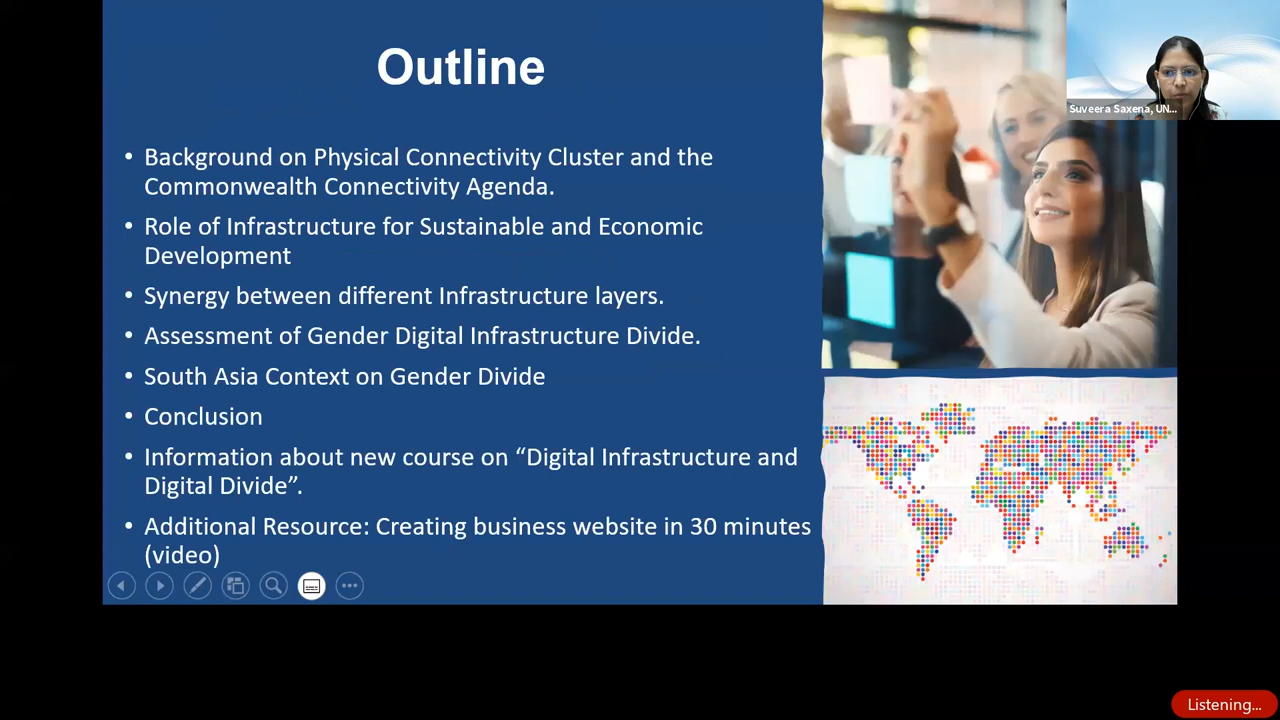 Outline
Suveera Saxena, UN...
• Background on Physical Connectivity Cluster and the
Commonwealth Connectivity Agenda.
• Role of Infrastructure for Sustainable and Economic
Development
• Synergy between different Infrastructure layers.
• Assessment of Gender Digital Infrastructure Divide.
• South Asia Context on Gender Divide
• Conclusion
• Information about new course on “Digital Infrastructure and
Digital Divide”.
• Additional Resource: Creating business website in 30 minutes
(video)
Listening...